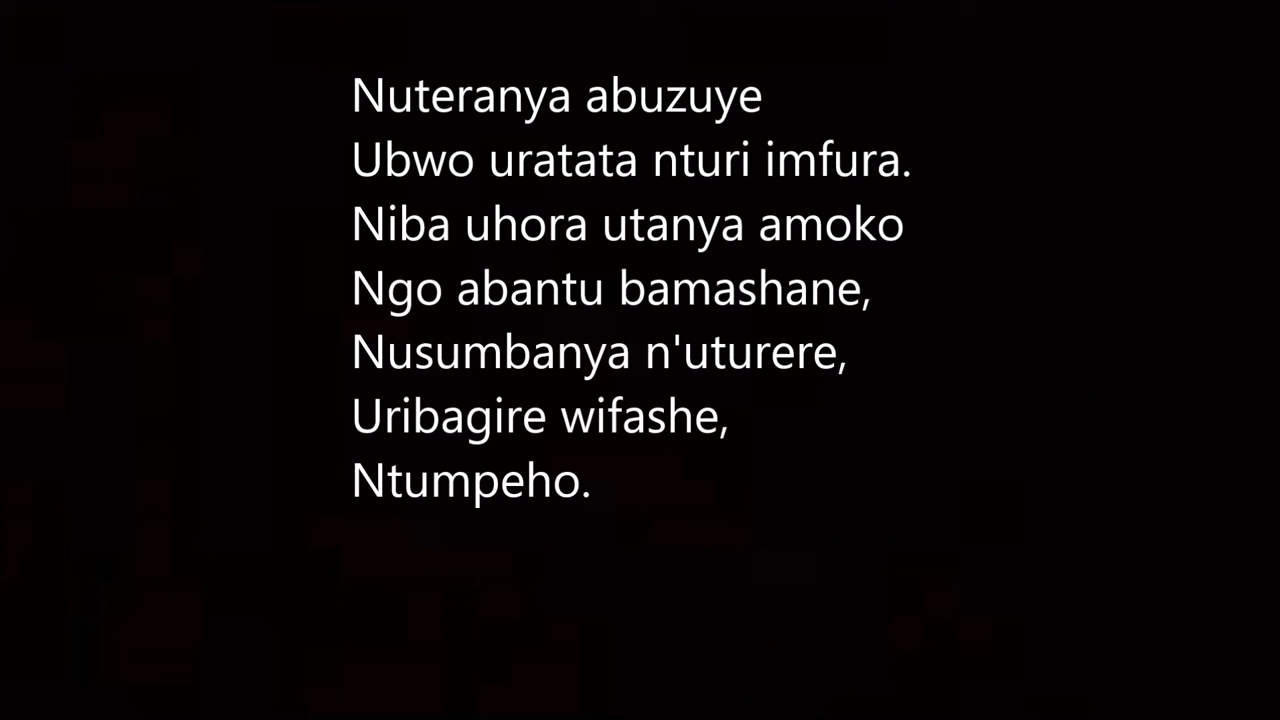 Nuteranya abuzuye
Ubwo uratata nturi imfura.
Niba uhora utanya amoko
Ngo abantu bamashane,
Nusumbanya n'uturere,
Uribagire wifashe,
Ntumpeho.